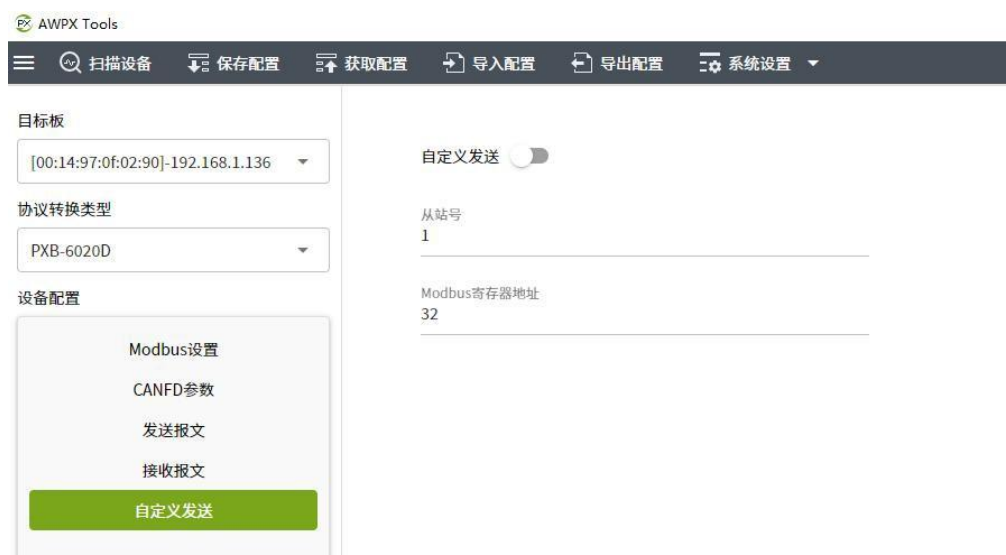 PX AWPX Tools
扫描设备 保存配置 获取配置 导入配置 导出配置 系统设置
目标板
[00:14:97:0f:02:90]-192.168.1.136
协议转换类型
PXB-6020D
设备配置
Modbus设置
CANFD参数
发送报文
接收报文
自定义发送
自定义发送
从站号
1
Modbus寄存器地址
32